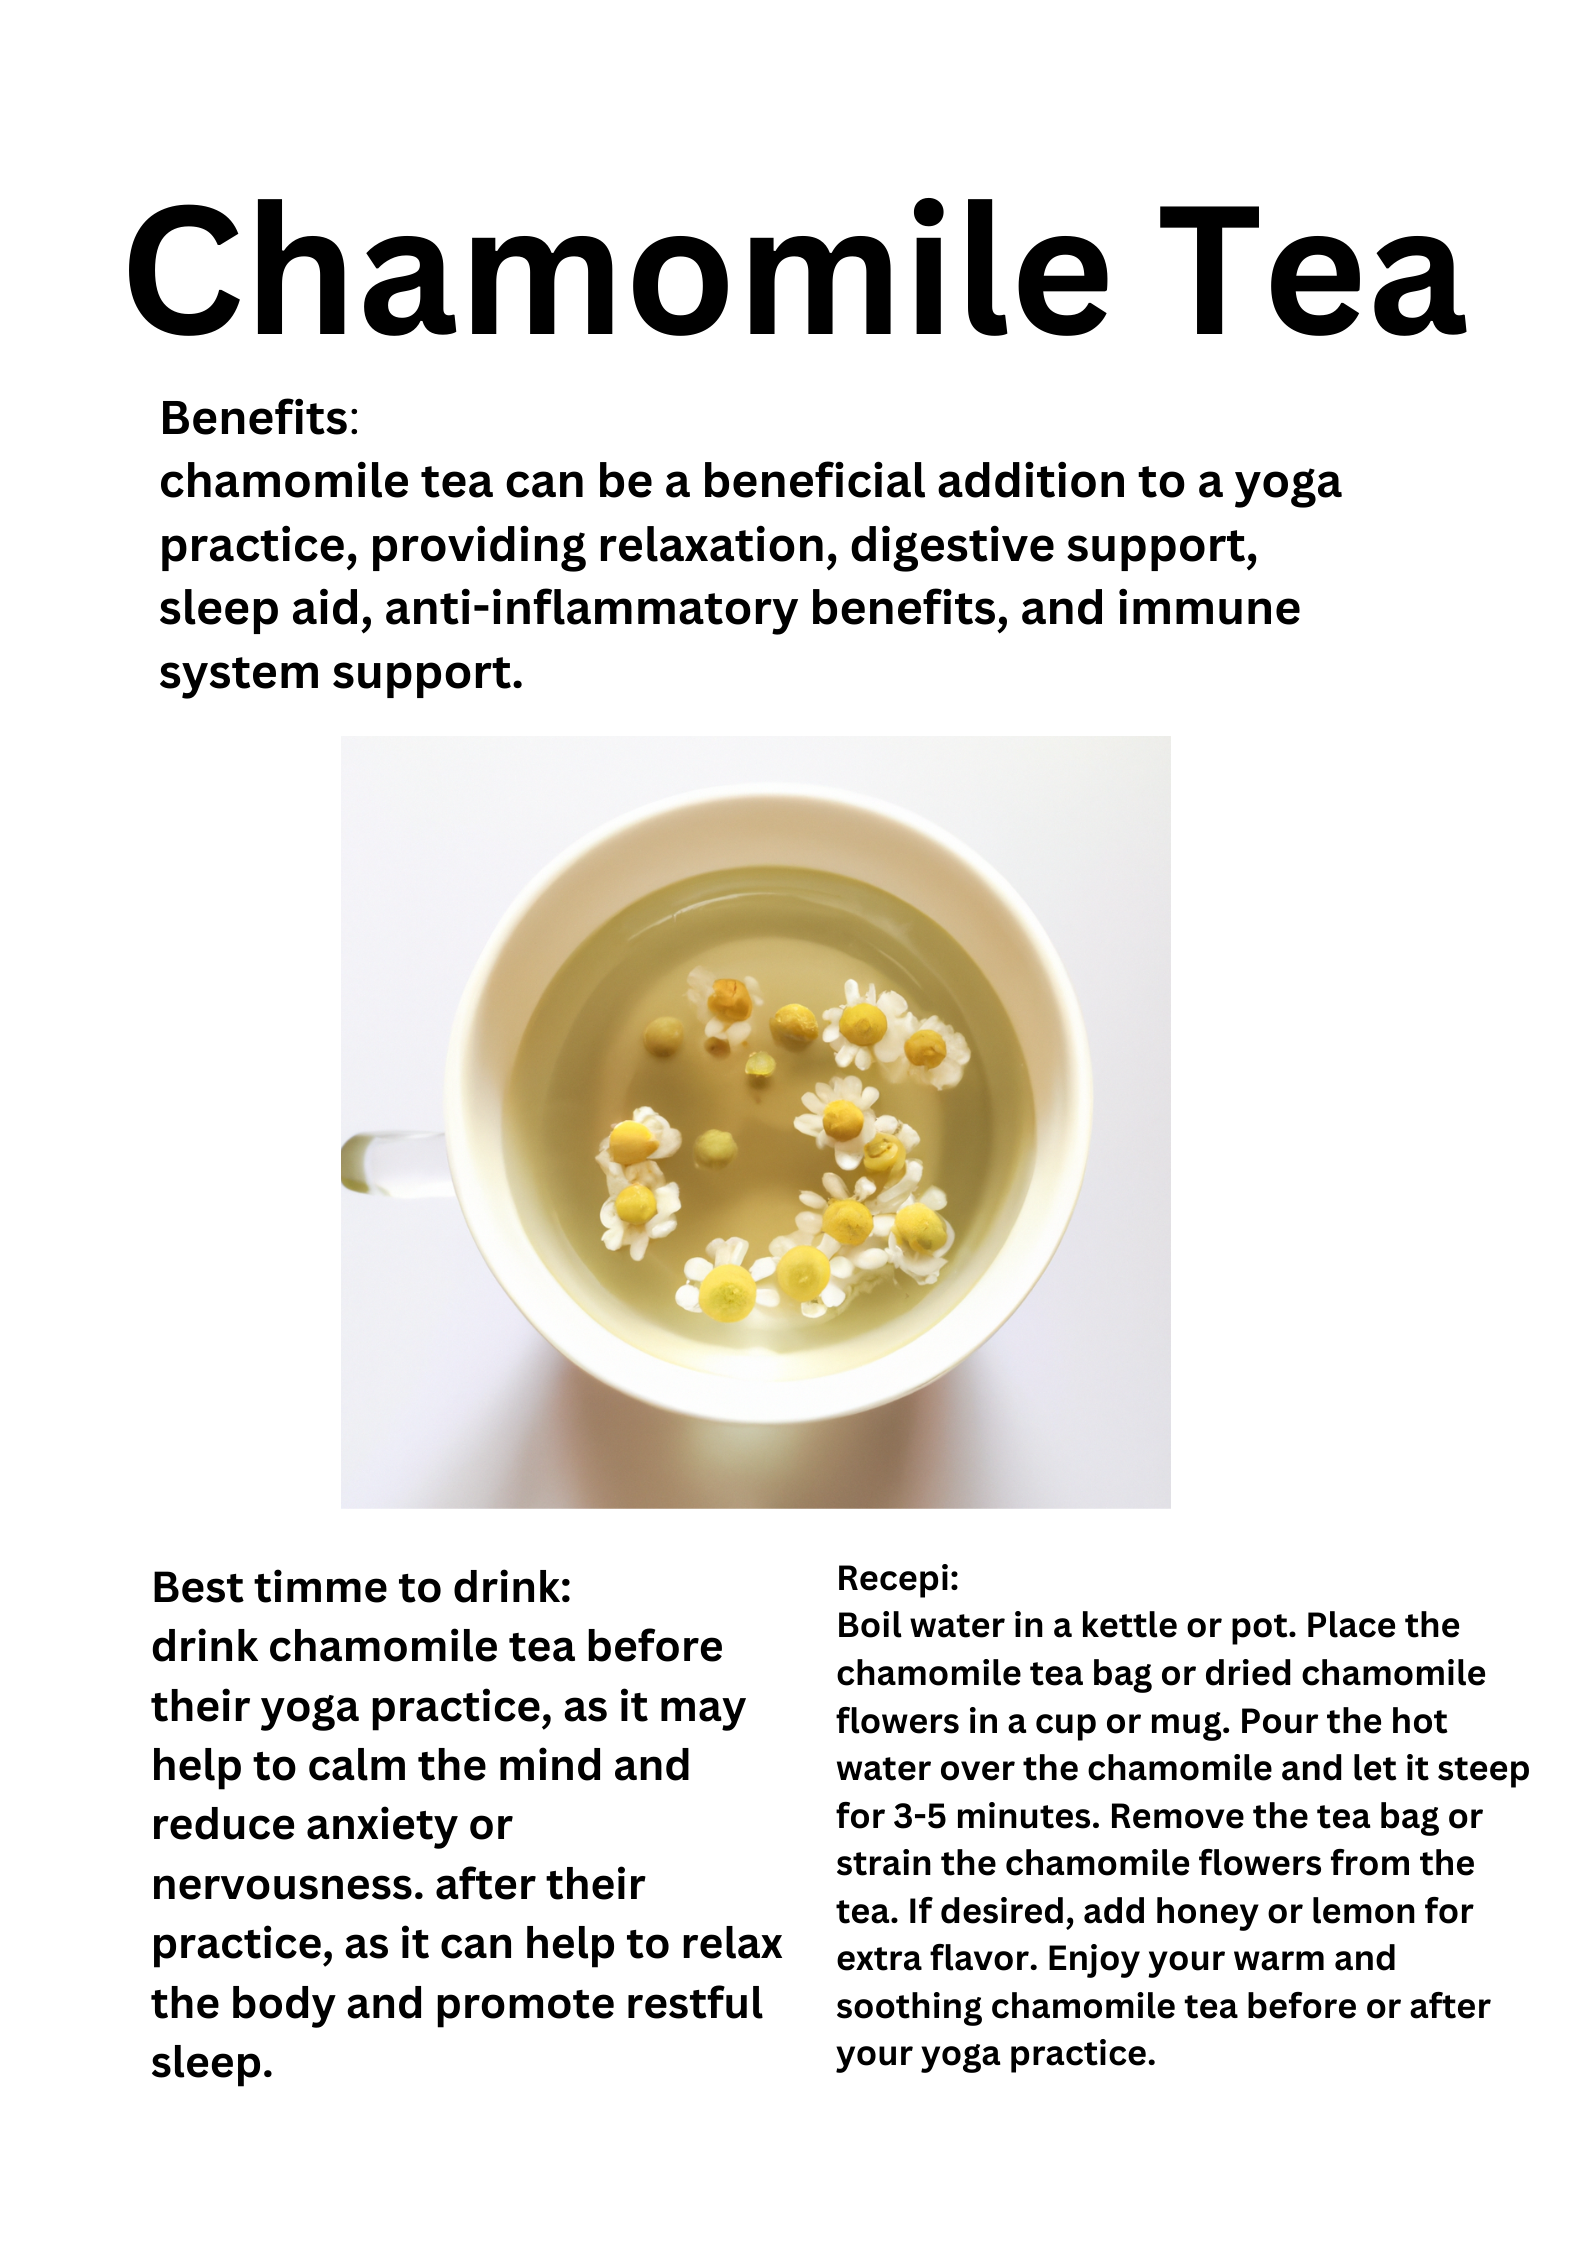 Chamomile Tea
Benefits:
chamomile tea can be a beneficial addition to a yoga
practice, providing relaxation, digestive support,
sleep aid, anti-inflammatory benefits, and immune
system support.
Best timme to drink:
drink chamomile tea before
their yoga practice, as it may
help to calm the mind and
reduce anxiety or
nervousness. after their
practice, as it can help to relax
the body and promote restful
sleep.
Recepi:
Boil water in a kettle or pot. Place the
chamomile tea bag or dried chamomile
flowers in a cup or mug. Pour the hot
water over the chamomile and let it steep
for 3-5 minutes. Remove the tea bag or
strain the chamomile flowers from the
tea. If desired, add honey or lemon for
extra flavor. Enjoy your warm and
soothing chamomile tea before or after
your yoga practice.